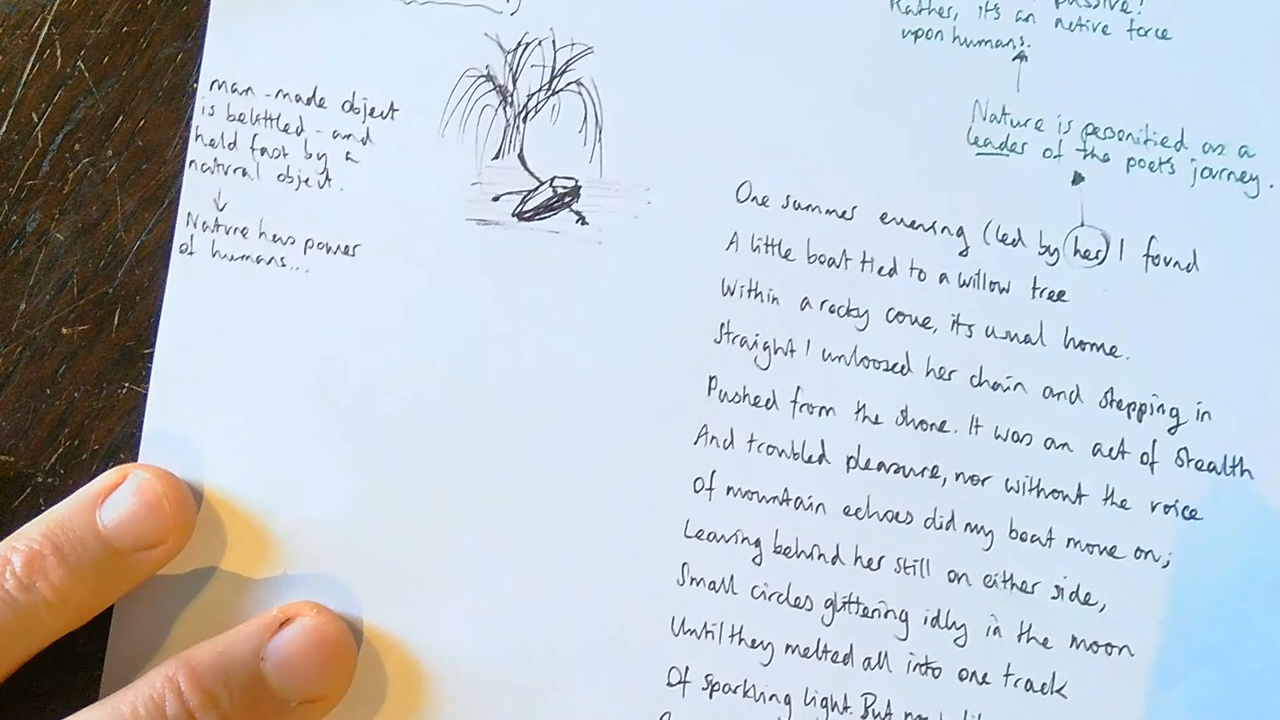 passive!
Rather, it's an active force
upon humans.
man-made object
is belittled - and
held fast by a
natural object.
↓
Nature has power
of humans...
Nature is personified as a
leader of the poet's journey.
One summer evening (led by her) I found
A little boat tied to a willow tree
Within a rocky cove, its usual home.
Straight I unloosed her chain and stepping in
Pushed from the shore. It was an act of stealth
And troubled pleasure, nor without the voice
Of mountain echoes did my boat move on;
Leaving behind her still on either side,
Small circles glittering idly in the moon
Until they melted all into one track
Of sparkling light. But